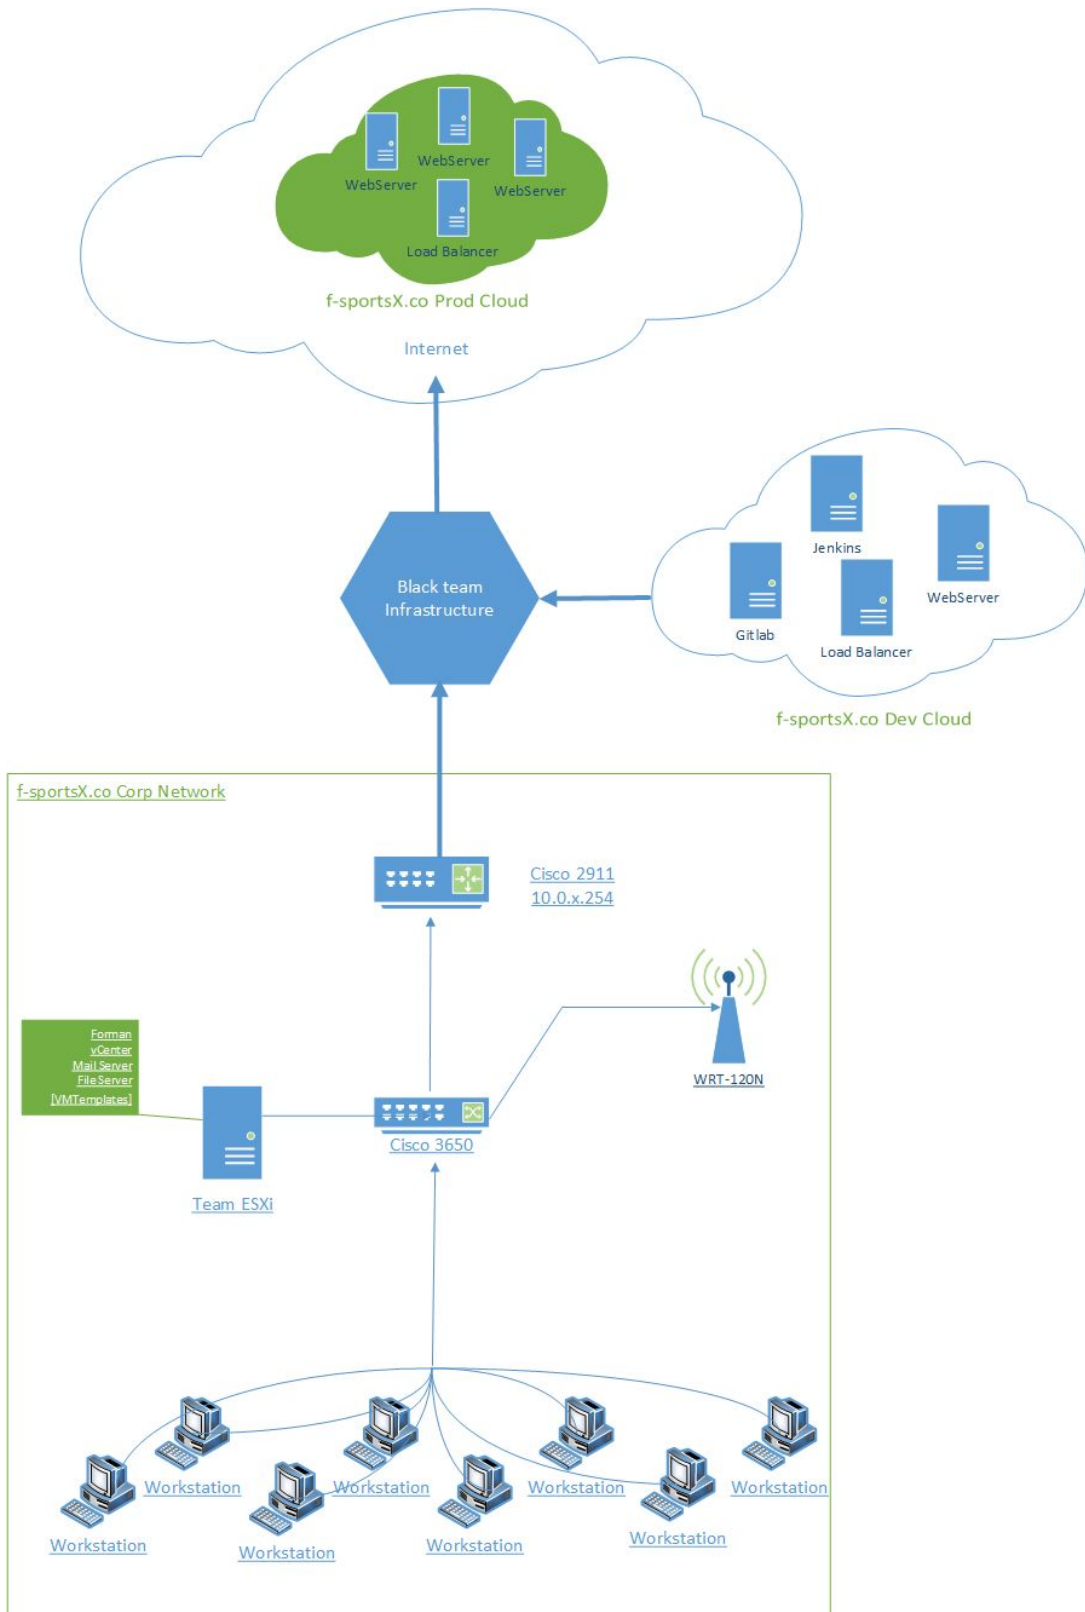 WebServer
WebServer
WebServer
Load Balancer
f-sportsX.co Prod Cloud
Internet
Black team
Infrastructure
Jenkins
WebServer
Gitlab
Load Balancer
f-sportsX.co Dev Cloud
f-sportsX.co Corp Network
Cisco 2911
10.0.x.254
Forman
vCenter
Mail Server
File Server
[VMTemplates]
WRT-120N
Cisco 3650
Team ESXi
Workstation
Workstation
Workstation
Workstation
Workstation
Workstation
Workstation
Workstation